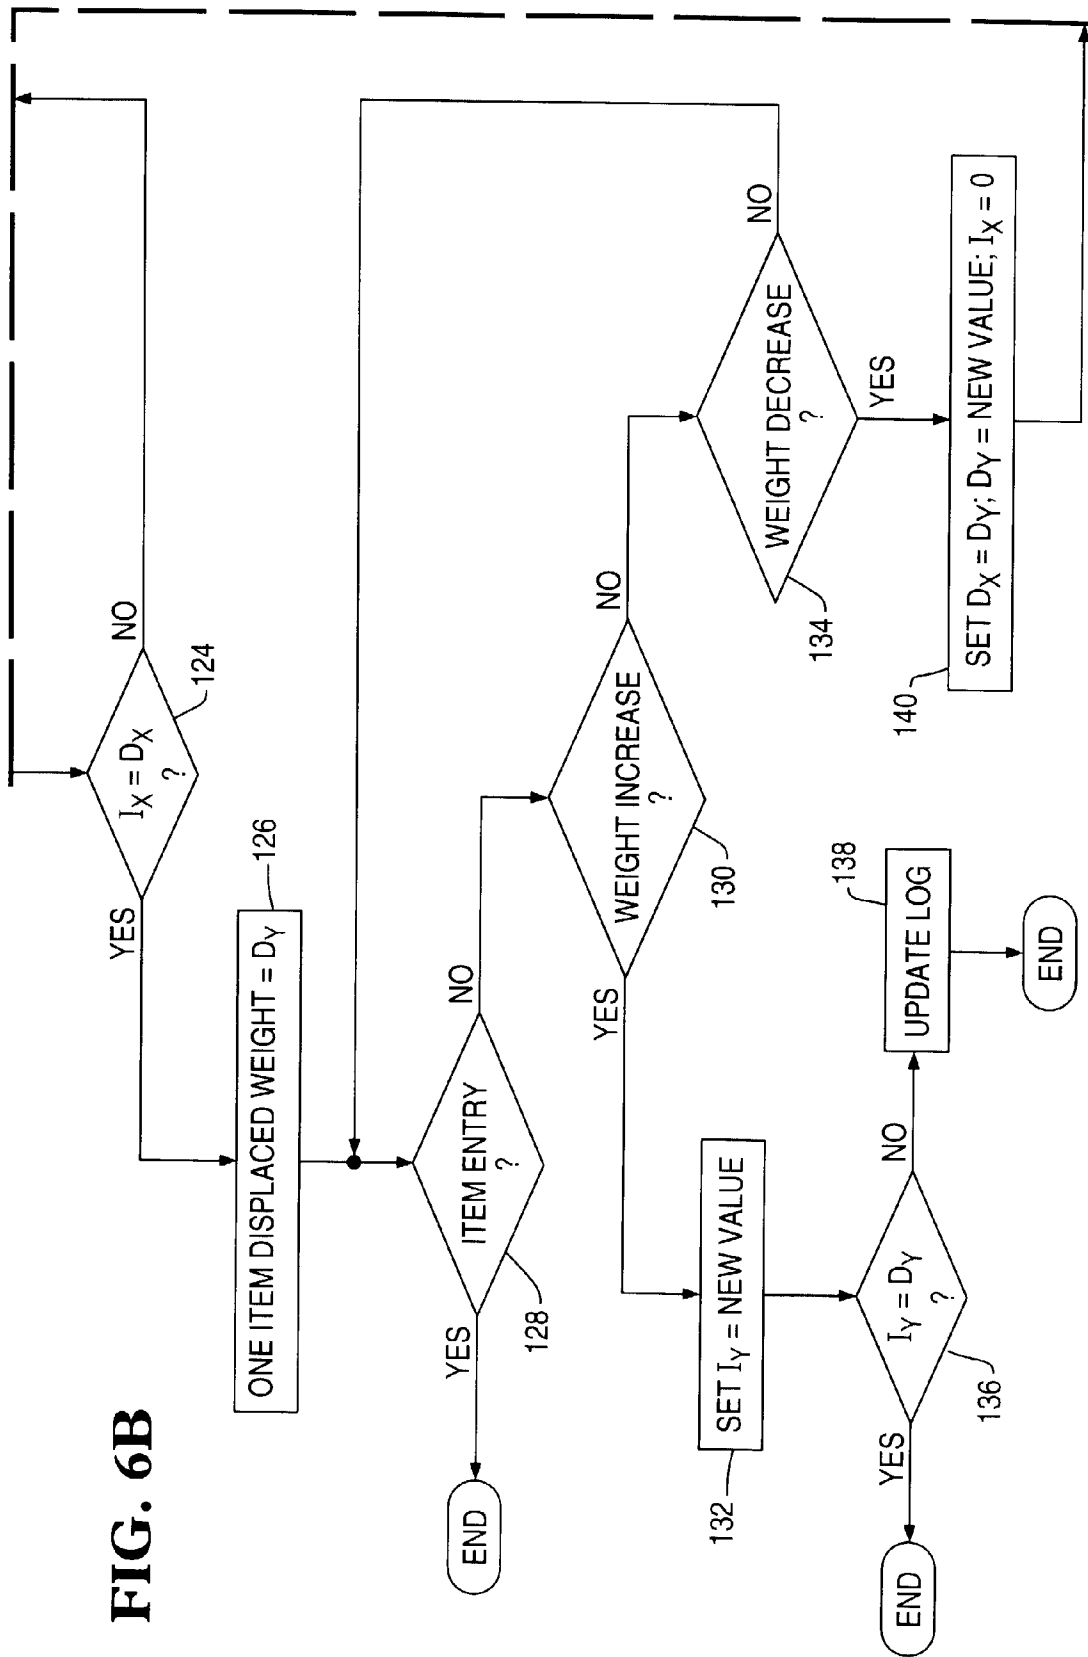 FIG. 6B
I_X = D_X
?
124
YES
NO
ONE ITEM DISPLACED WEIGHT = D_Y
126
ITEM ENTRY
?
128
YES
NO
END
WEIGHT INCREASE
?
130
YES
NO
SET I_Y = NEW VALUE
132
WEIGHT DECREASE
?
134
NO
YES
I_Y = D_Y
?
136
YES
NO
END
UPDATE LOG
138
END
SET D_X = D_Y; D_Y = NEW VALUE; I_X = 0
140